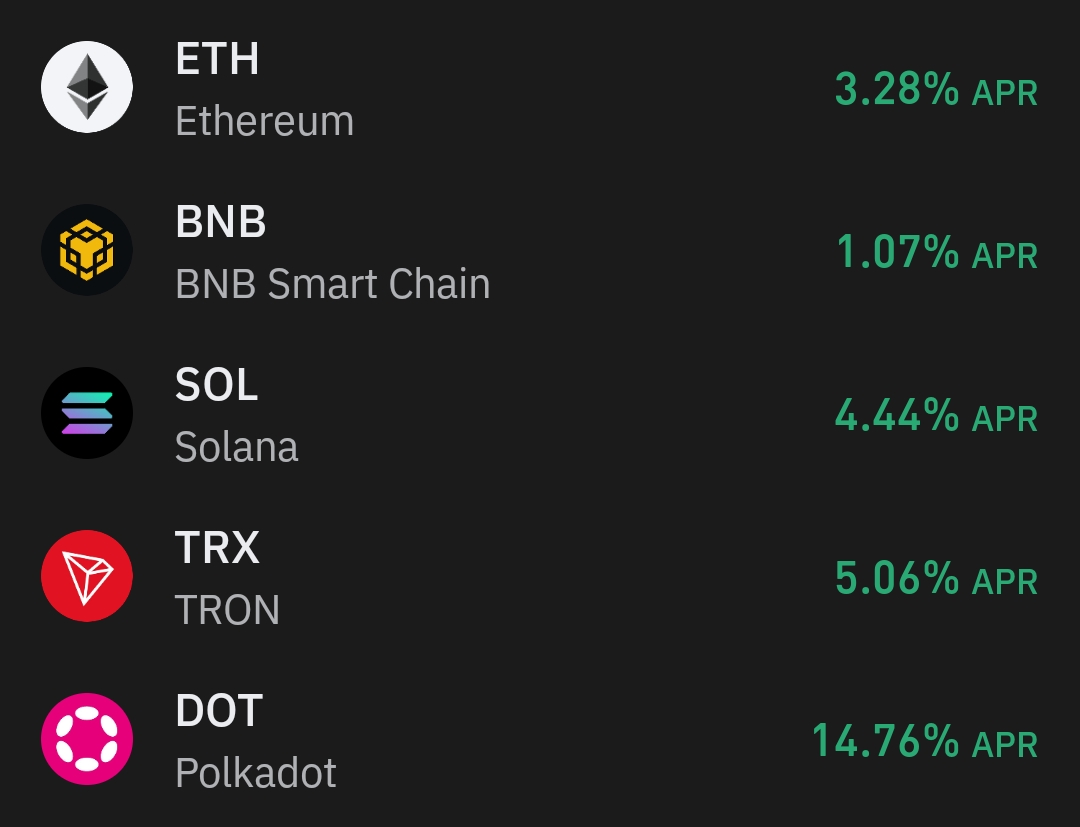 ETH
Ethereum
3.28% APR
BNB
BNB Smart Chain
1.07% APR
SOL
Solana
4.44% APR
TRX
TRON
5.06% APR
DOT
Polkadot
14.76% APR